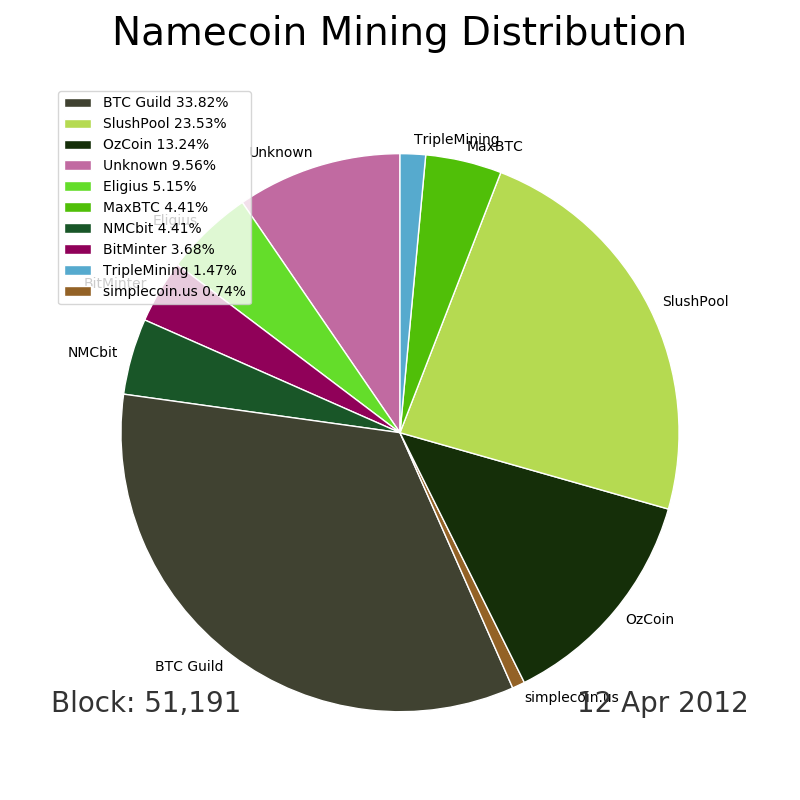 Namecoin Mining Distribution
BTC Guild 33.82%
SlushPool 23.53%
OzCoin 13.24%
Unknown 9.56%
Eligius 5.15%
MaxBTC 4.41%
NMCbit 4.41%
BitMinter 3.68%
TripleMining 1.47%
simplecoin.us 0.74%
TripleMining
MaxBTC
Unknown
Eligius
BitMinter
SlushPool
NMCbit
OzCoin
BTC Guild
simplecoin.us
Block: 51,191
12 Apr 2012